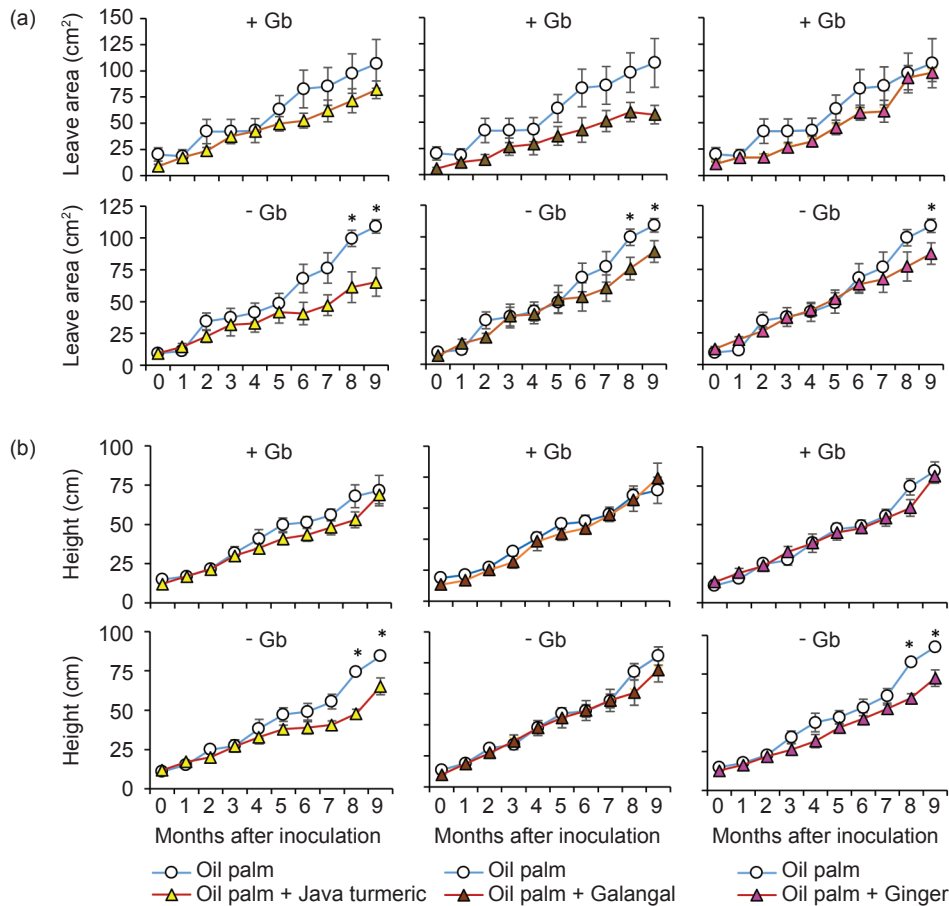 (a)
+ Gb
+ Gb
+ Gb
Leave area (cm²)
125
100
75
50
25
0
- Gb
- Gb
- Gb
Leave area (cm²)
125
100
75
50
25
0
* *
* *
*
0 1 2 3 4 5 6 7 8 9
0 1 2 3 4 5 6 7 8 9
0 1 2 3 4 5 6 7 8 9
(b)
+ Gb
+ Gb
+ Gb
Height (cm)
100
75
50
25
0
- Gb
- Gb
- Gb
Height (cm)
100
75
50
25
0
* *
* *
0 1 2 3 4 5 6 7 8 9
0 1 2 3 4 5 6 7 8 9
0 1 2 3 4 5 6 7 8 9
Months after inoculation
Months after inoculation
Months after inoculation
Oil palm
Oil palm + Java turmeric
Oil palm
Oil palm + Galangal
Oil palm
Oil palm + Ginger